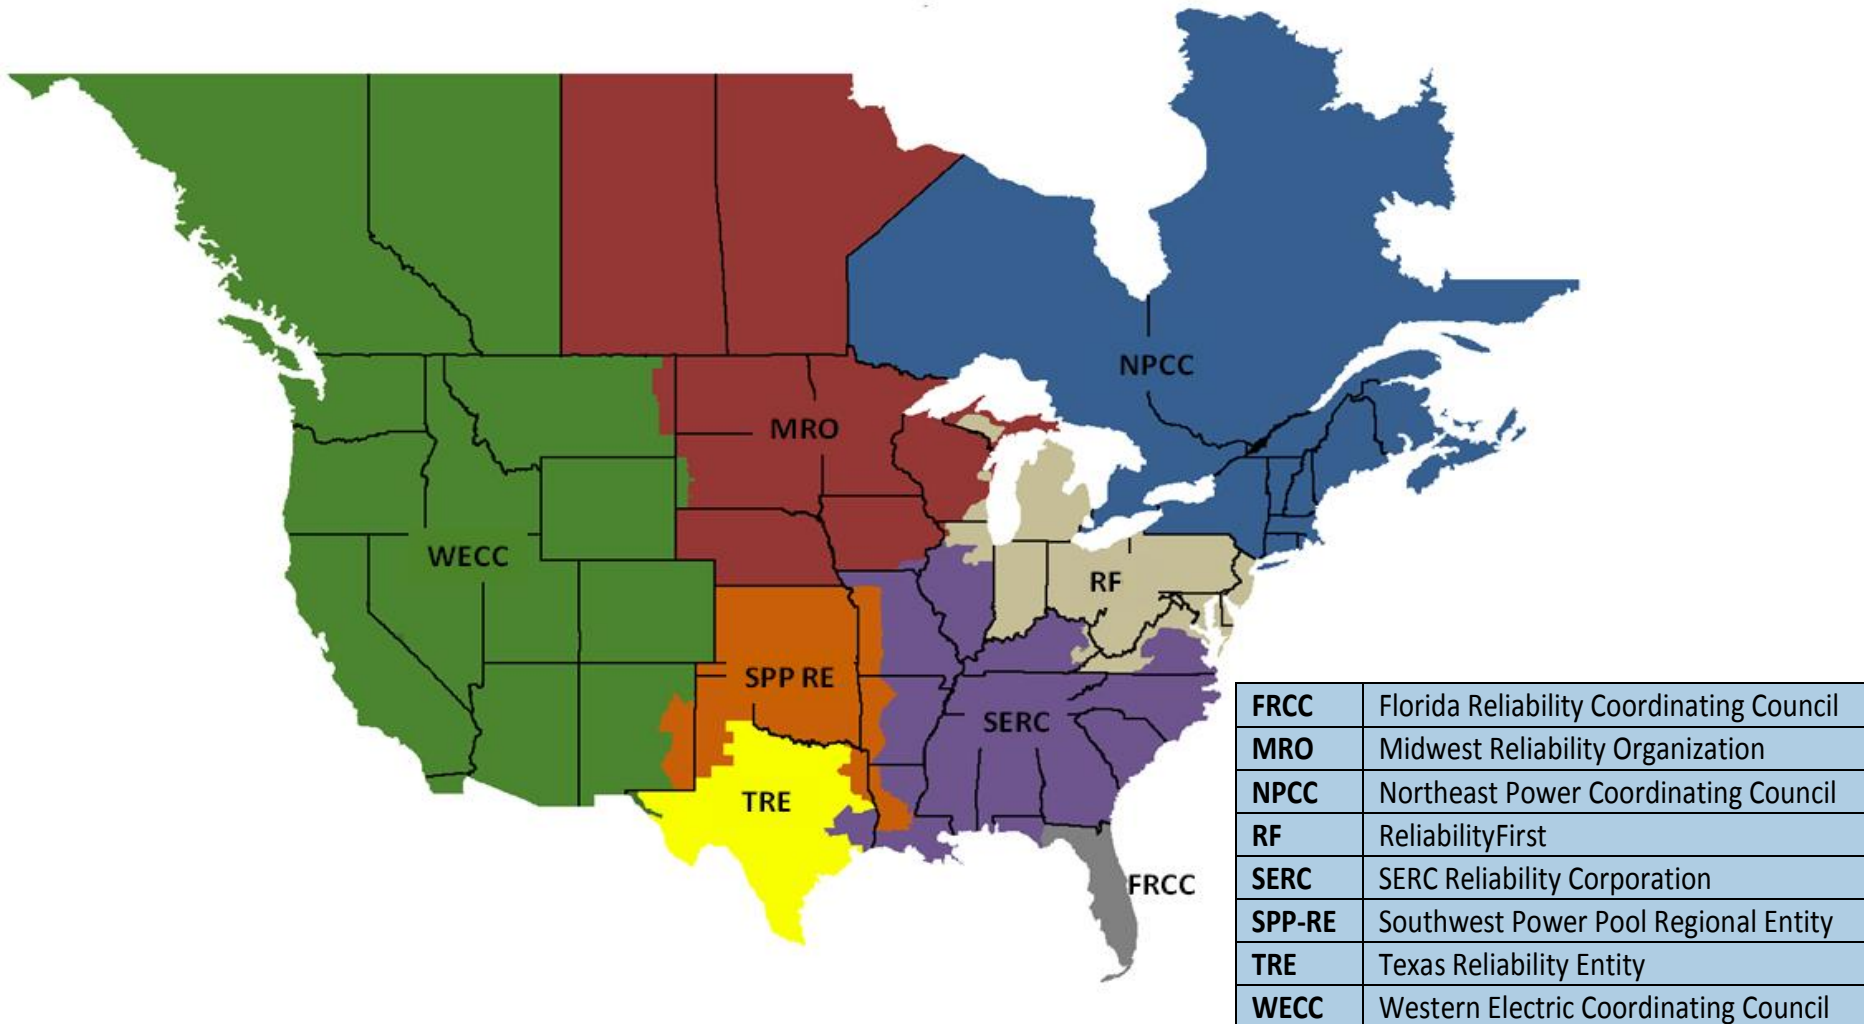 NPCC
MRO
WECC
RF
SPP RE
SERC
TRE
FRCC
FRCC Florida Reliability Coordinating Council
MRO Midwest Reliability Organization
NPCC Northeast Power Coordinating Council
RF ReliabilityFirst
SERC SERC Reliability Corporation
SPP-RE Southwest Power Pool Regional Entity
TRE Texas Reliability Entity
WECC Western Electric Coordinating Council